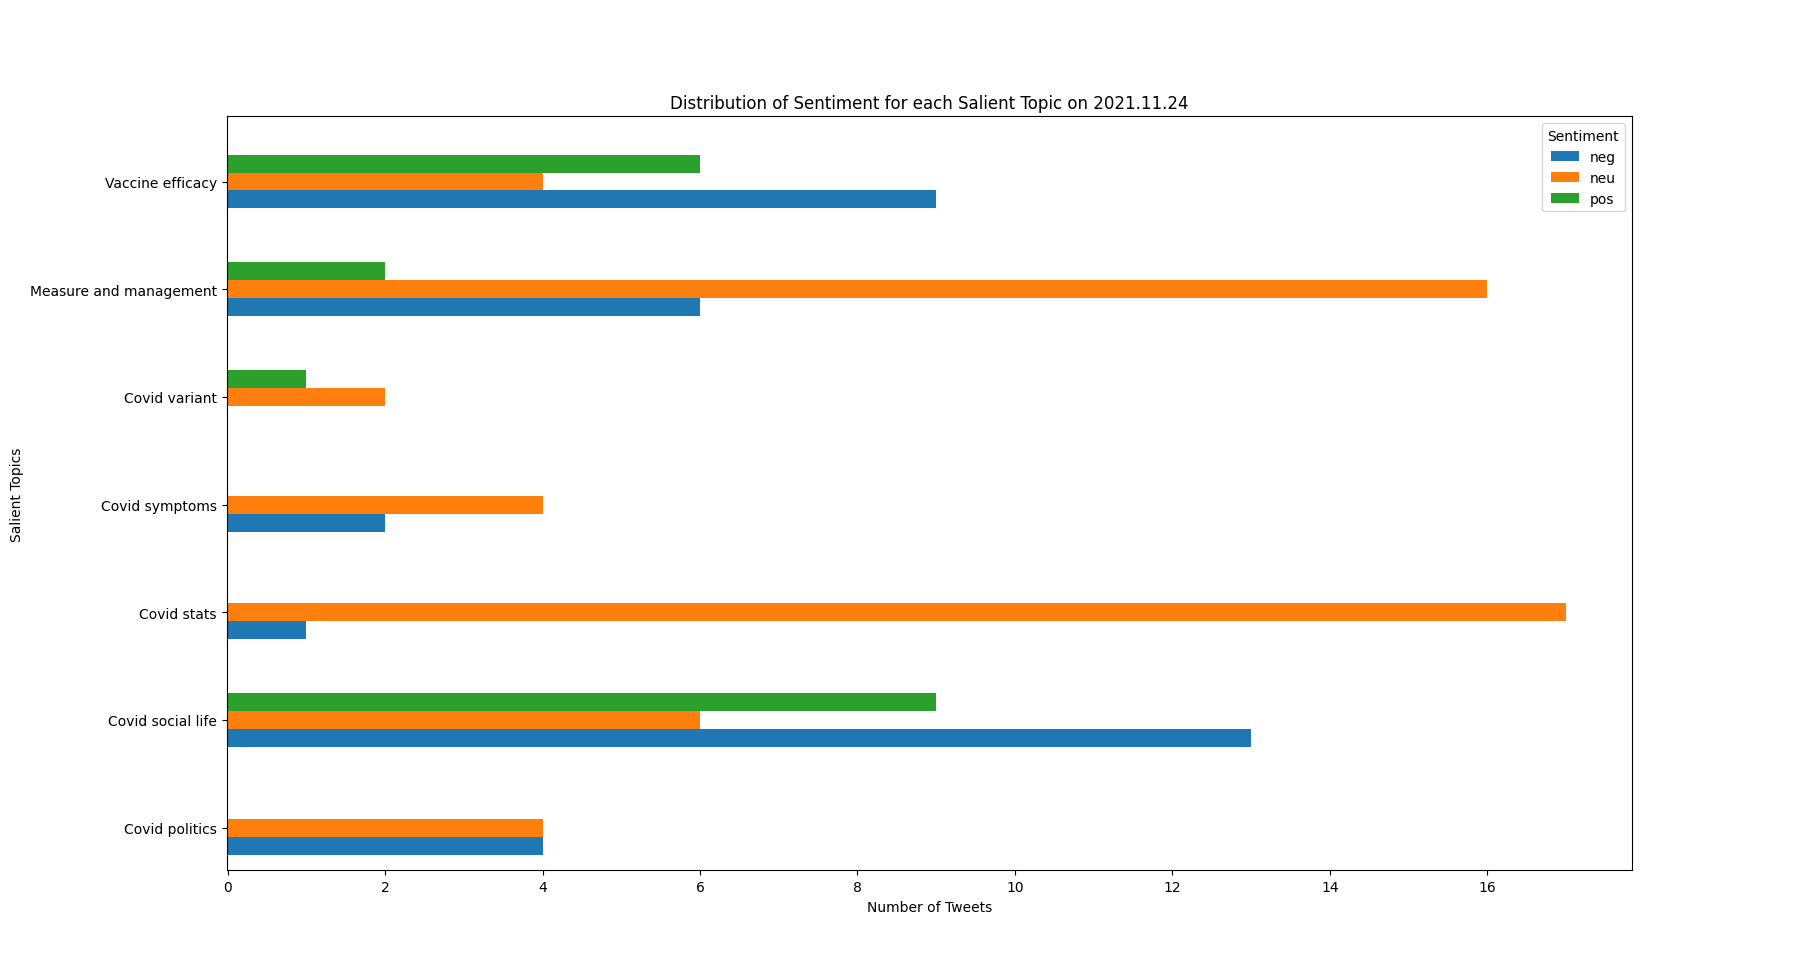 Distribution of Sentiment for each Salient Topic on 2021.11.24
Sentiment
neg
neu
pos
Salient Topics
Vaccine efficacy
Measure and management
Covid variant
Covid symptoms
Covid stats
Covid social life
Covid politics
0 2 4 6 8 10 12 14 16
Number of Tweets